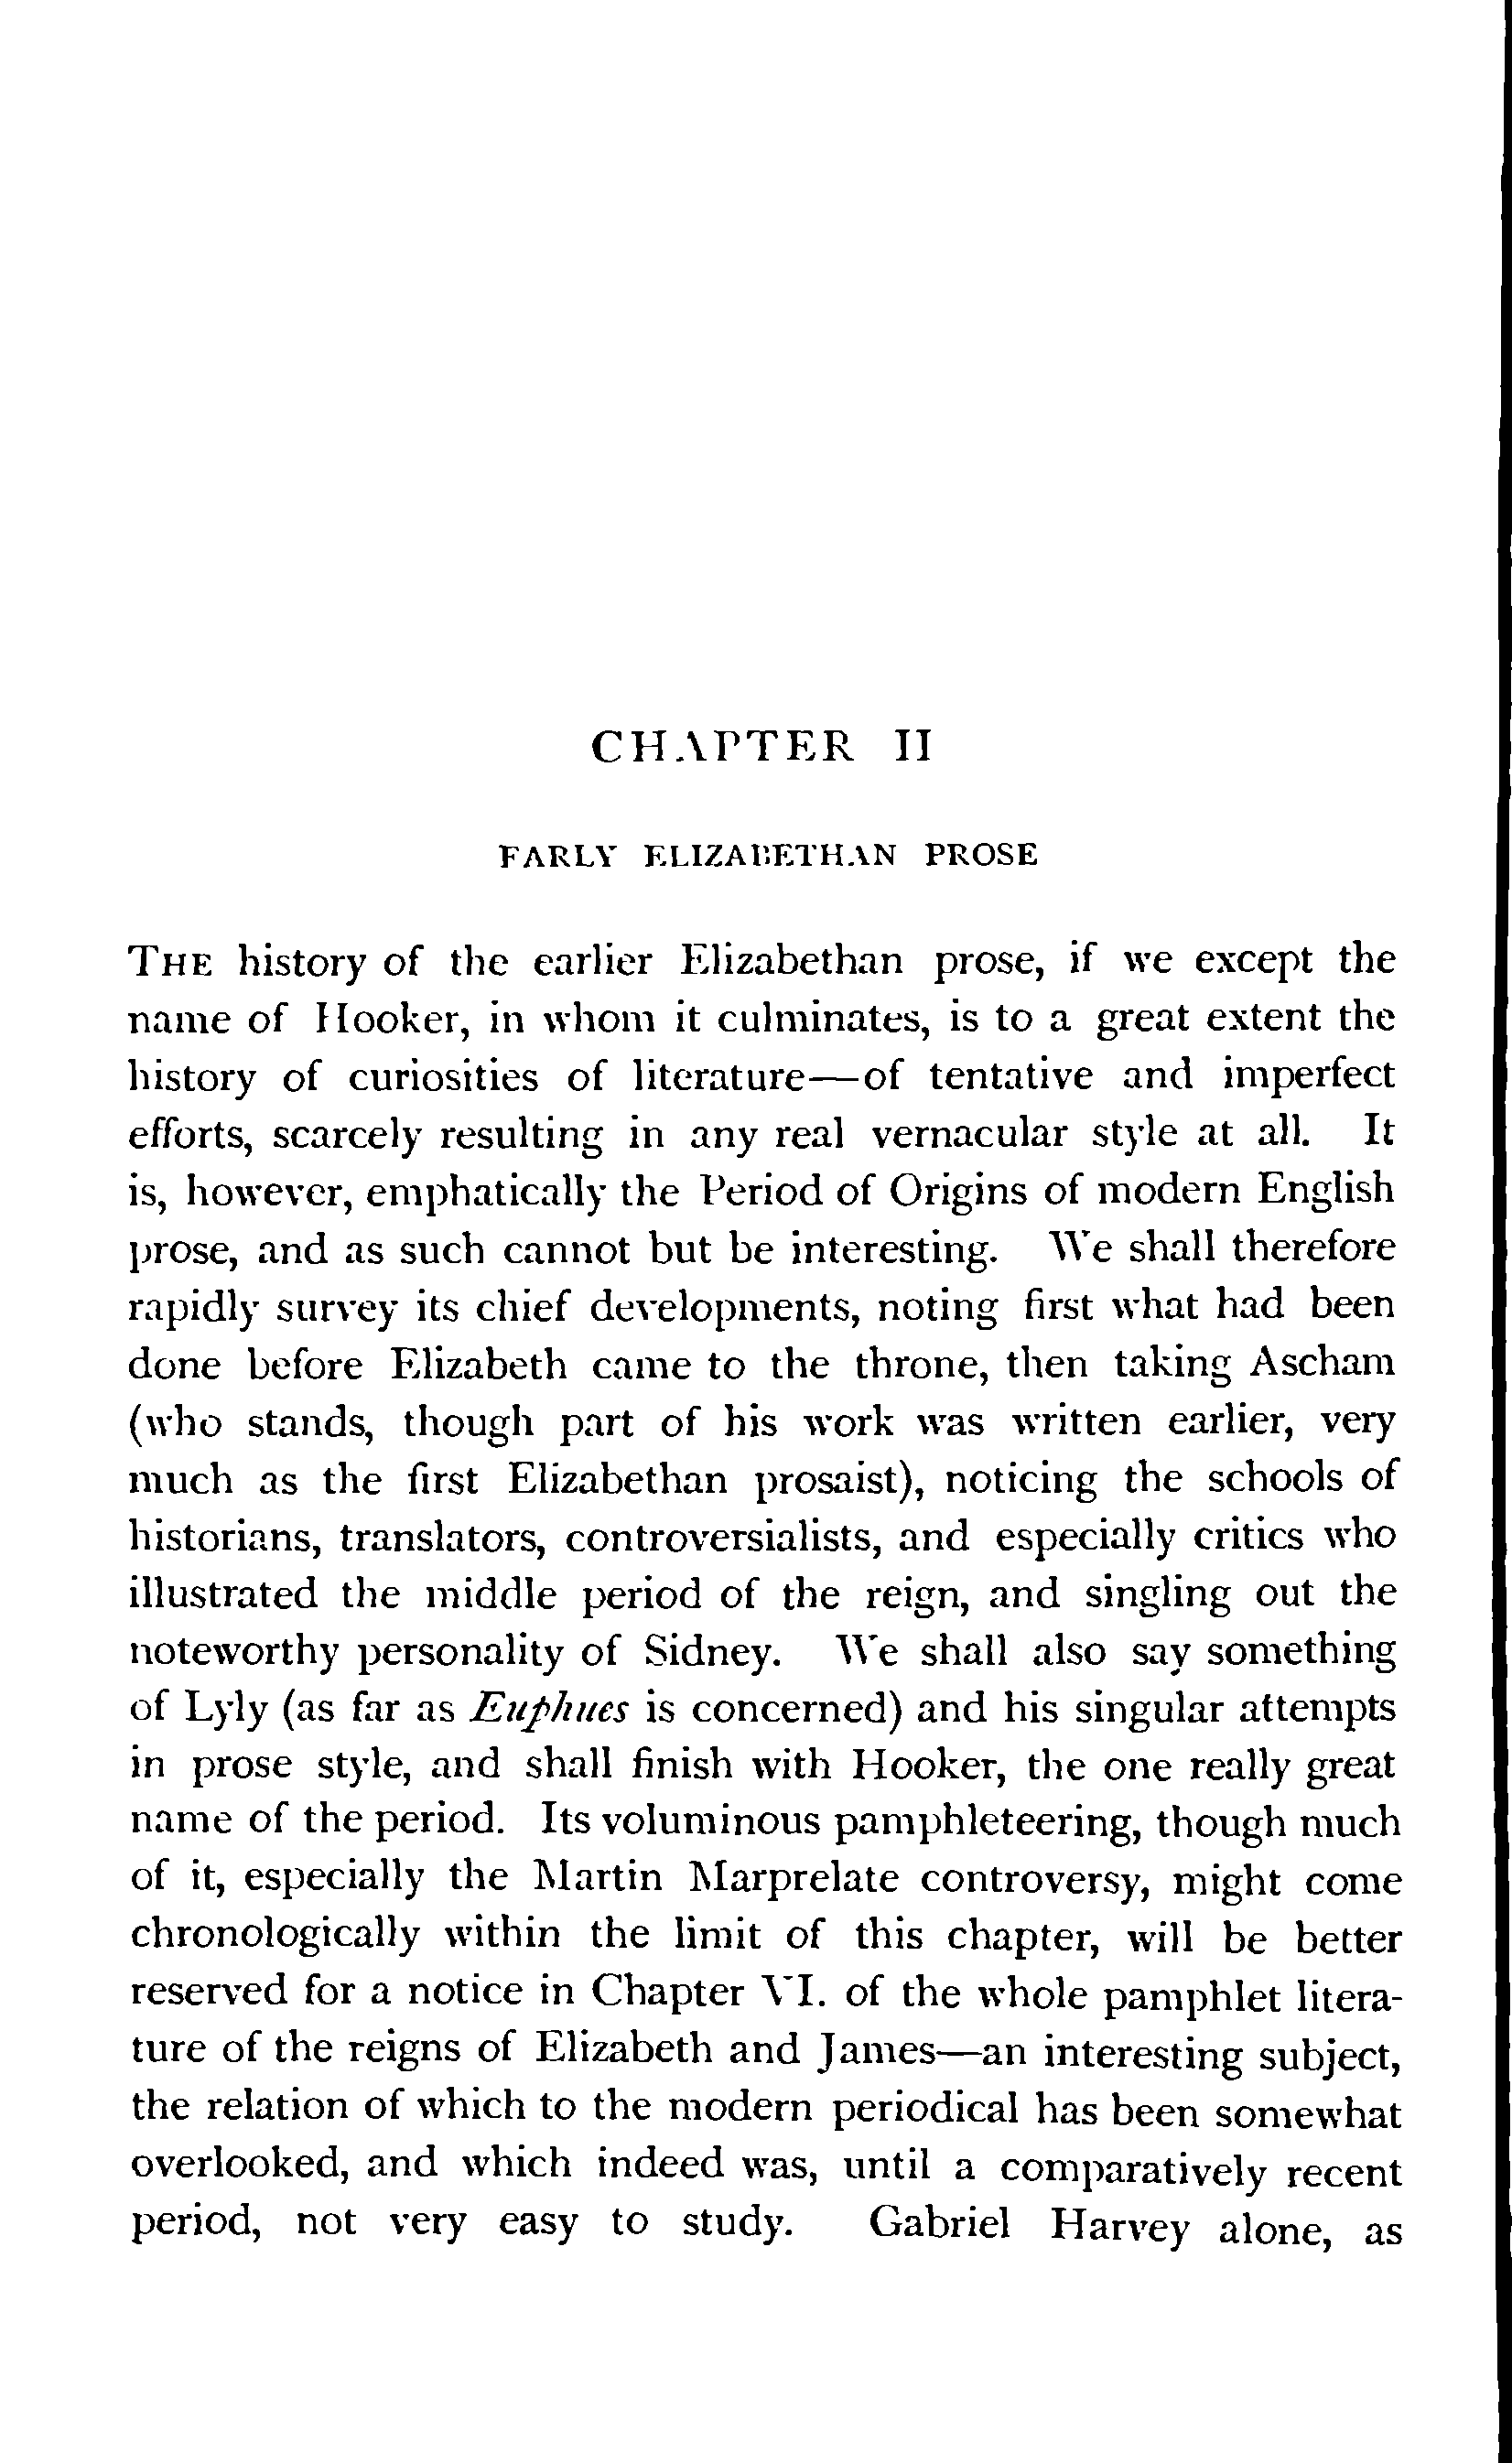 CHAPTER II
EARLY ELIZABETHAN PROSE
THE history of the earlier Elizabethan prose, if we except the
name of Hooker, in whom it culminates, is to a great extent the
history of curiosities of literature—of tentative and imperfect
efforts, scarcely resulting in any real vernacular style at all. It
is, however, emphatically the Period of Origins of modern English
prose, and as such cannot but be interesting. We shall therefore
rapidly survey its chief developments, noting first what had been
done before Elizabeth came to the throne, then taking Ascham
(who stands, though part of his work was written earlier, very
much as the first Elizabethan prosaist), noticing the schools of
historians, translators, controversialists, and especially critics who
illustrated the middle period of the reign, and singling out the
noteworthy personality of Sidney. We shall also say something
of Lyly (as far as Euphues is concerned) and his singular attempts
in prose style, and shall finish with Hooker, the one really great
name of the period. Its voluminous pamphleteering, though much
of it, especially the Martin Marprelate controversy, might come
chronologically within the limit of this chapter, will be better
reserved for a notice in Chapter VI. of the whole pamphlet litera-
ture of the reigns of Elizabeth and James—an interesting subject,
the relation of which to the modern periodical has been somewhat
overlooked, and which indeed was, until a comparatively recent
period, not very easy to study. Gabriel Harvey alone, as